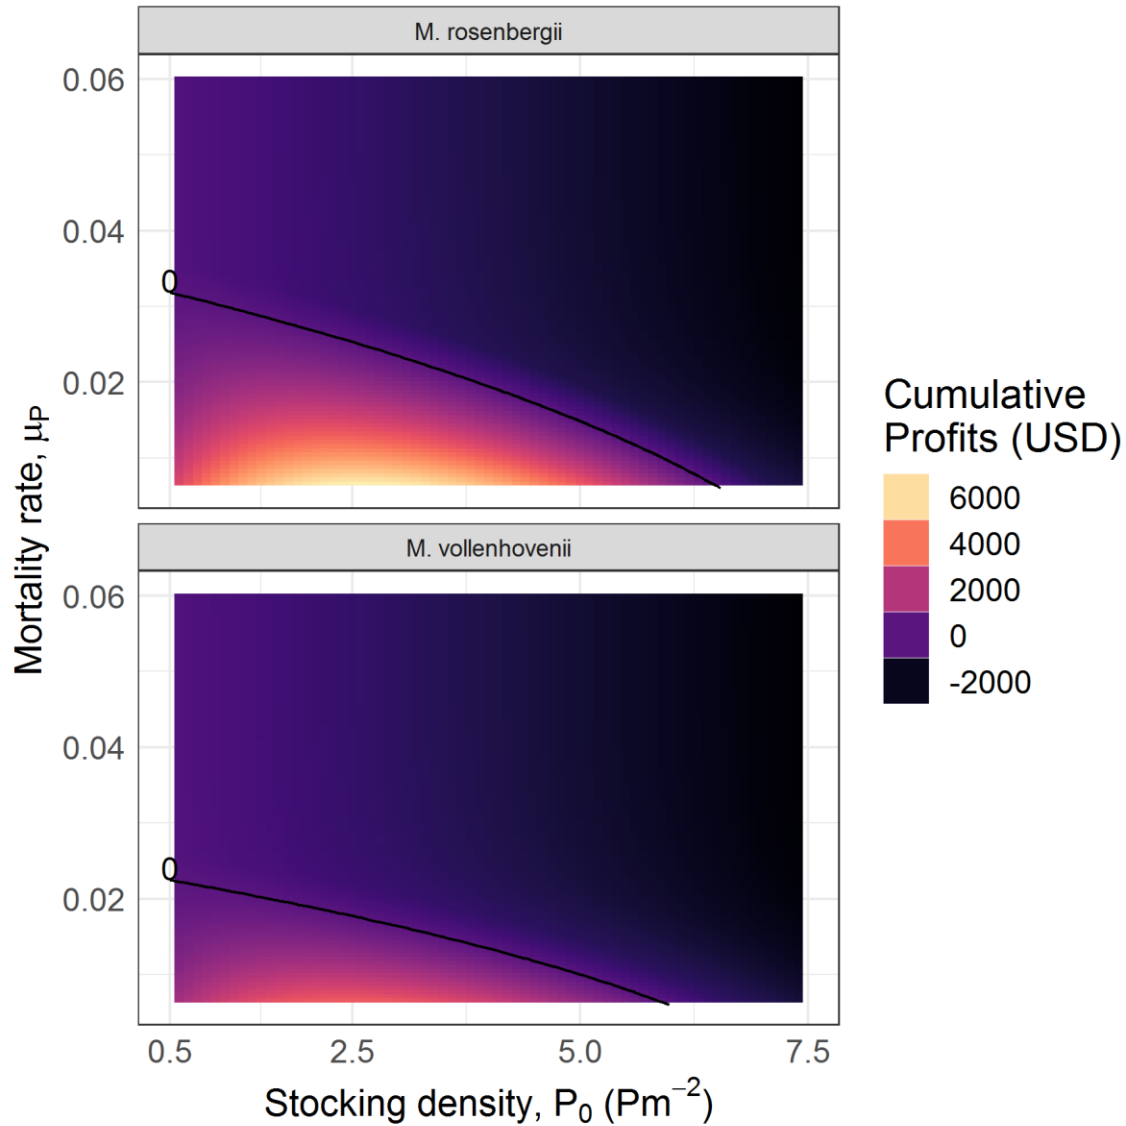 M. rosenbergii
0.06
0.04
0.02
0
M. vollenhovenii
0.06
0.04
0.02
0
0.5 2.5 5.0 7.5
Stocking density, P₀ (Pm⁻²)
Mortality rate, μP
Cumulative
Profits (USD)
6000
4000
2000
0
-2000